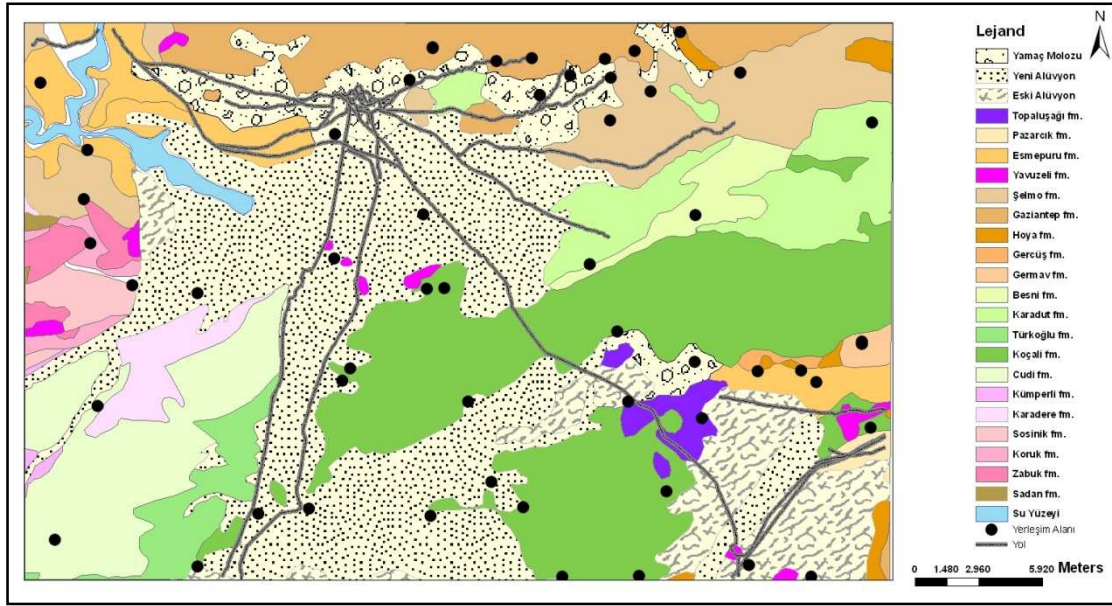 N
Lejand
Yamaç Molozu
Yeni Alüvyon
Eski Alüvyon
Topaluşağı fm.
Pazarcık fm.
Esmepuru fm.
Yavuzeli fm.
Şelmo fm.
Gaziantep fm.
Hoya fm.
Gercüş fm.
Germav fm.
Besni fm.
Karadut fm.
Türkoğlu fm.
Koçali fm.
Cudi fm.
Kümperli fm.
Karadere fm.
Sosinik fm.
Koruk fm.
Zabuk fm.
Sadan fm.
Su Yüzeyi
Yerleşim Alanı
Yol
0 1.480 2.960 5.920 Meters